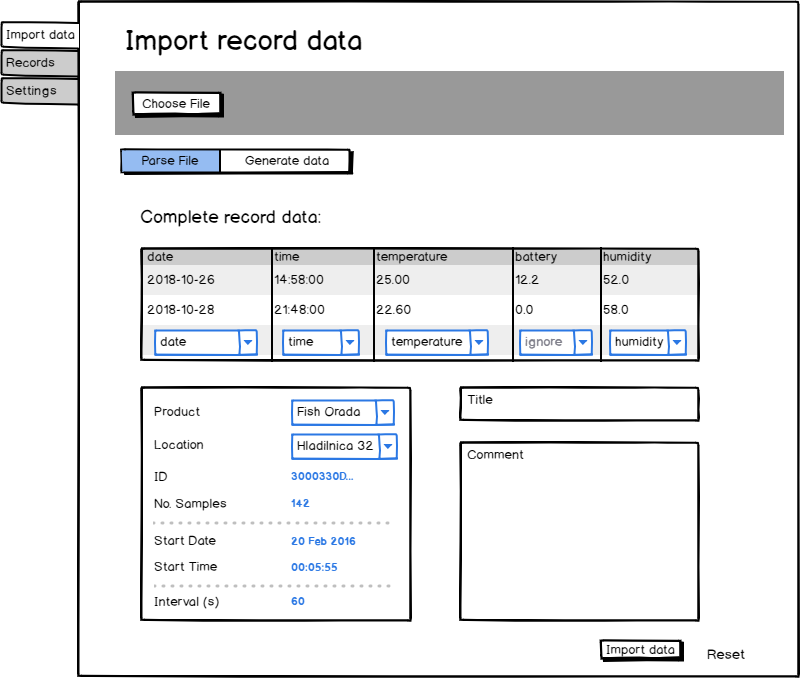 Import data
Records
Settings
Import record data
Choose File
Parse File Generate data
Complete record data:
date time temperature battery humidity
2018-10-26 14:58:00 25.00 12.2 52.0
2018-10-28 21:48:00 22.60 0.0 58.0
date time temperature ignore humidity
Product Fish Orada
Location Hladilnica 32
ID 3000330D...
No. Samples 142
Start Date 20 Feb 2016
Start Time 00:05:55
Interval (s) 60
Title
Comment
Import data Reset